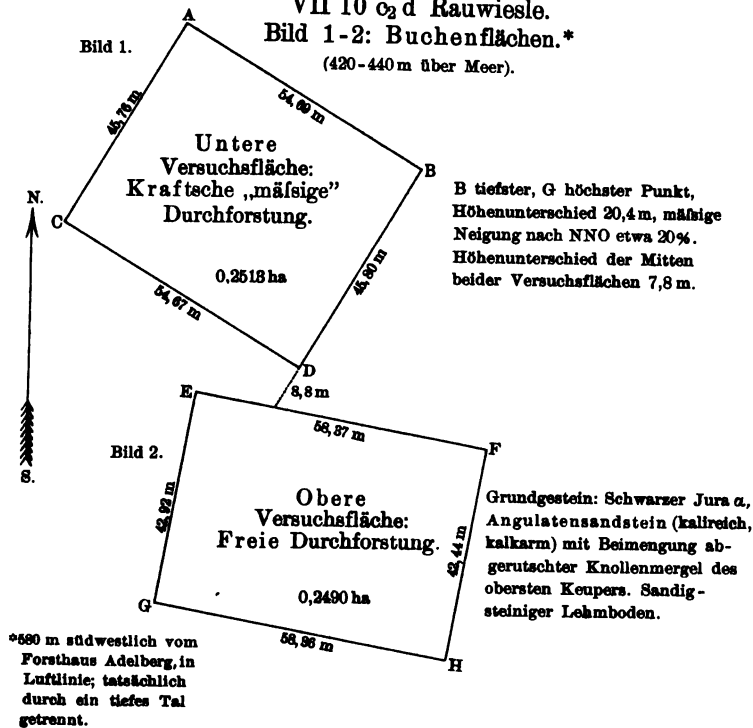 VII 10 c₂ d Rauwiesle.
Bild 1-2: Buchenflächen.*
(420-440 m über Meer).
Bild 1.
A
45,76 m
54,69 m
B
Untere
Versuchsfläche:
Kraftsche „mäſsige”
Durchforstung.
0,2518 ha
C
54,67 m
45,80 m
D
N.
S.
B tiefster, G höchster Punkt,
Höhenunterschied 20,4 m, mäſsige
Neigung nach NNO etwa 20%.
Höhenunterschied der Mitten
beider Versuchsflächen 7,8 m.
8,8 m
E
58,37 m
F
Bild 2.
42,92 m
Obere
Versuchsfläche:
Freie Durchforstung.
0,2490 ha
42,44 m
G
58,36 m
H
Grundgestein: Schwarzer Jura α,
Angulatensandstein (kalireich,
kalkarm) mit Beimengung ab-
gerutschter Knollenmergel des
obersten Keupers. Sandig-
steiniger Lehmboden.
*580 m südwestlich vom
Forsthaus Adelberg, in
Luftlinie; tatsächlich
durch ein tiefes Tal
getrennt.